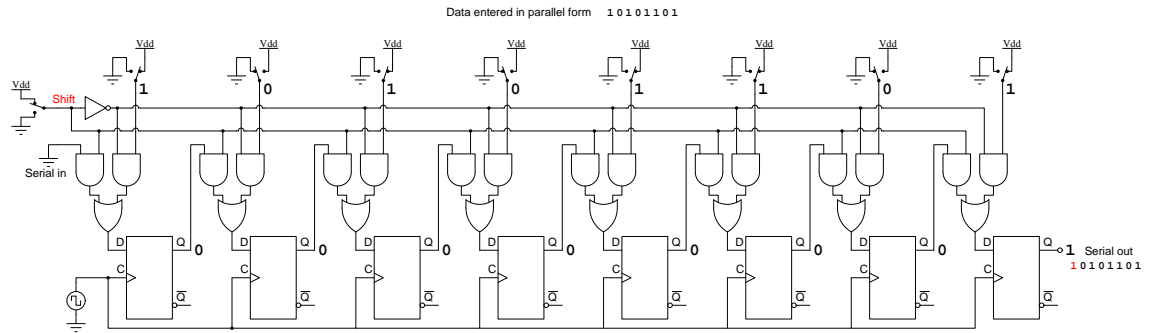 Data entered in parallel form 1 0 1 0 1 1 0 1
Vdd Vdd Vdd Vdd Vdd Vdd Vdd Vdd
Vdd
1 0 1 0 1 1 0 1
Shift
Serial in
D Q D Q D Q D Q D Q D Q D Q D Q
0 0 0 0 0 0 0 1 Serial out
C C C C C C C C
1 0 1 0 1 1 0 1
Q Q Q Q Q Q Q Q